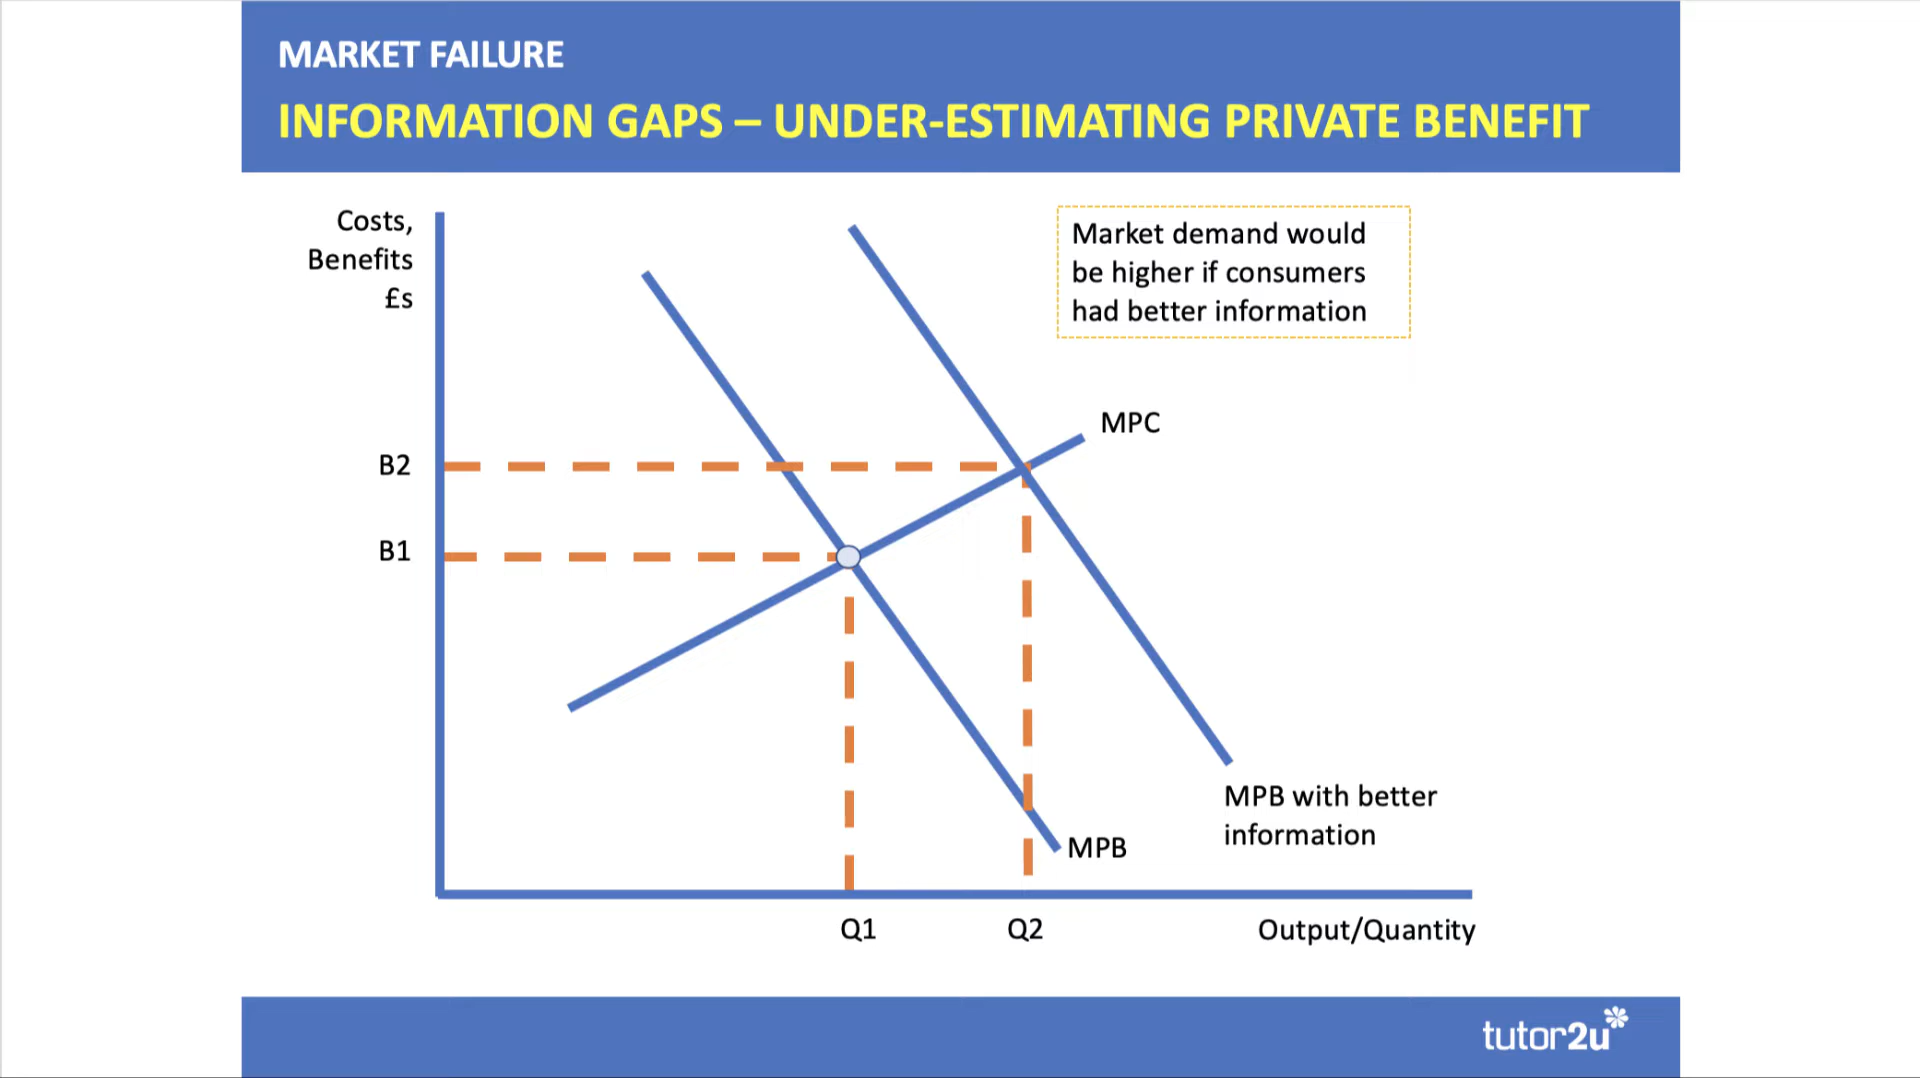 MARKET FAILURE
INFORMATION GAPS – UNDER-ESTIMATING PRIVATE BENEFIT
Costs,
Benefits
£s
Market demand would
be higher if consumers
had better information
MPC
B2
B1
MPB with better
information
MPB
Q1
Q2
Output/Quantity
tutor2u